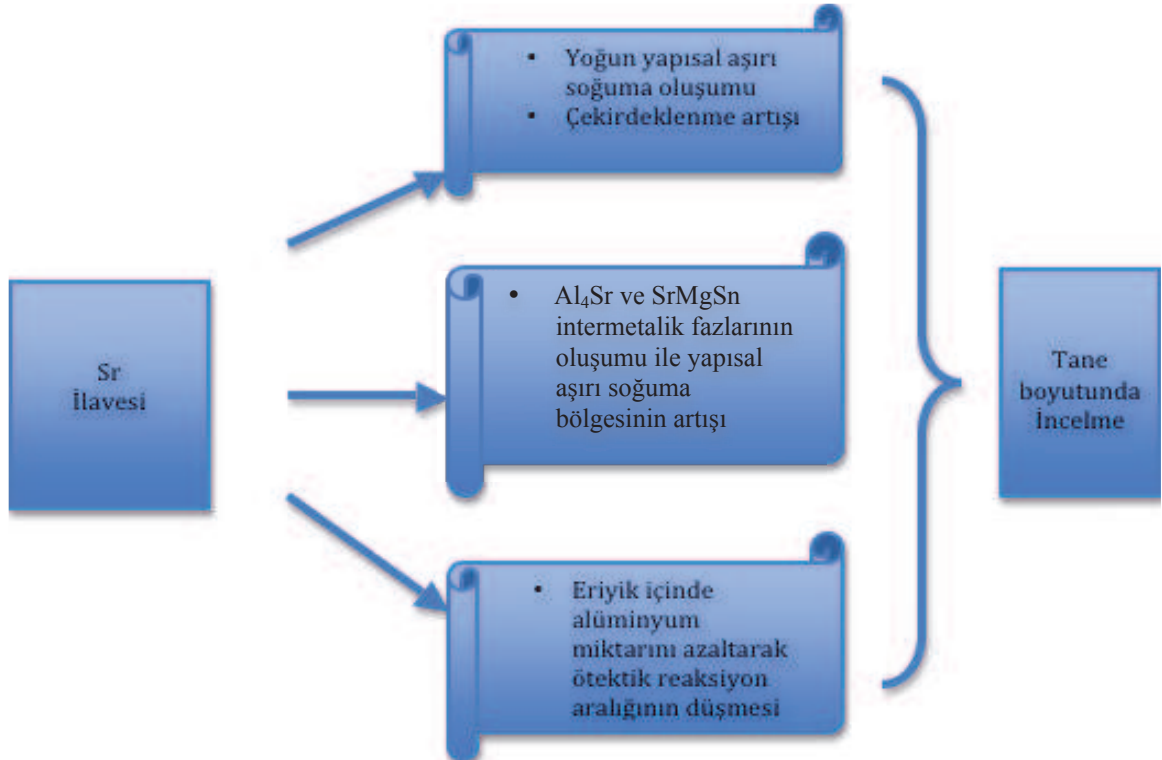 Sr
İlavesi
• Yoğun yapısal aşırı
soğuma oluşumu
• Çekirdeklenme artışı
• Al₄Sr ve SrMgSn
intermetalik fazlarının
oluşumu ile yapısal
aşırı soğuma
bölgesinin artışı
• Eriyik içinde
alüminyum
miktarını azaltarak
ötektik reaksiyon
aralığının düşmesi
Tane
boyutunda
İncelme